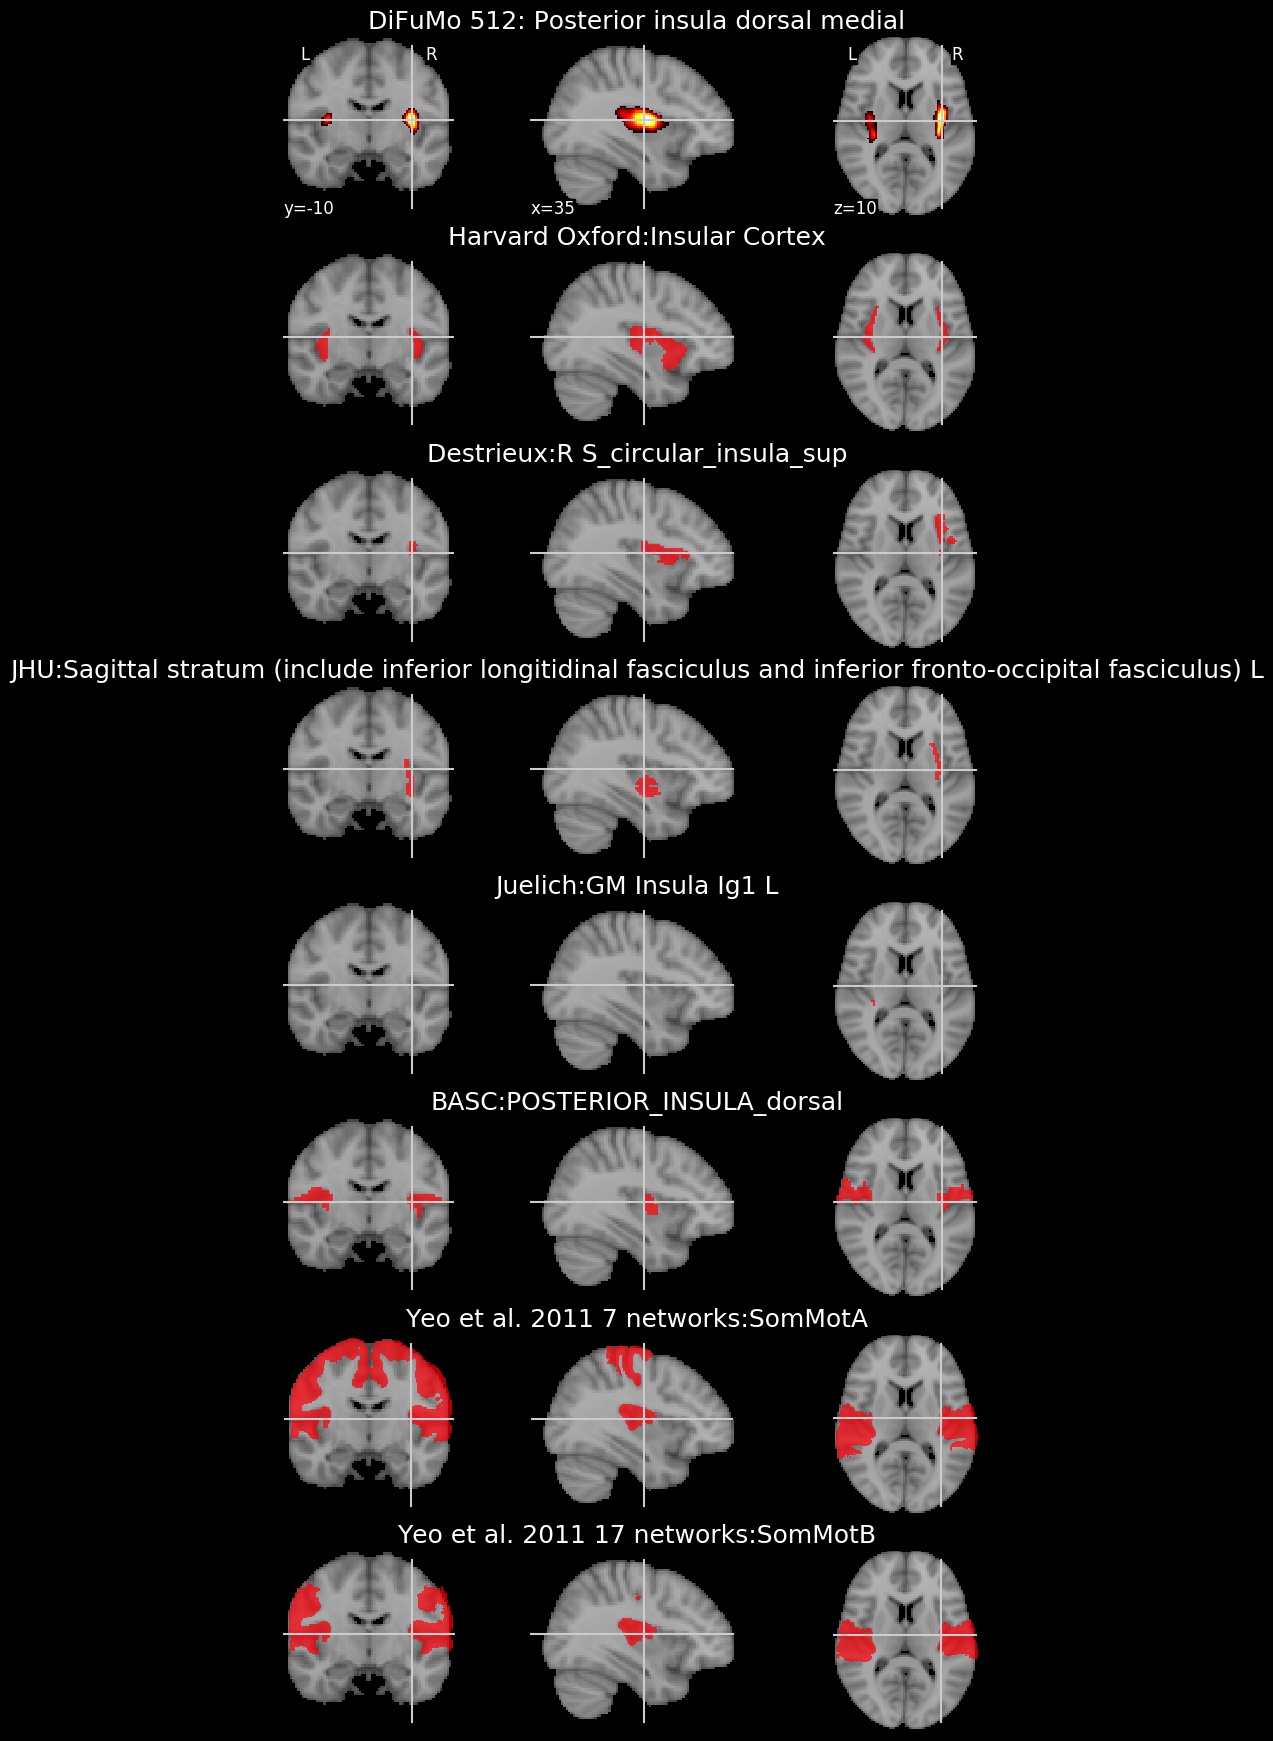 DiFuMo 512: Posterior insula dorsal medial
L R L R
y=-10 x=35 z=10
Harvard Oxford:Insular Cortex
Destrieux:R S_circular_insula_sup
JHU:Sagittal stratum (include inferior longitidinal fasciculus and inferior fronto-occipital fasciculus) L
Juelich:GM Insula Ig1 L
BASC:POSTERIOR_INSULA_dorsal
Yeo et al. 2011 7 networks:SomMotA
Yeo et al. 2011 17 networks:SomMotB